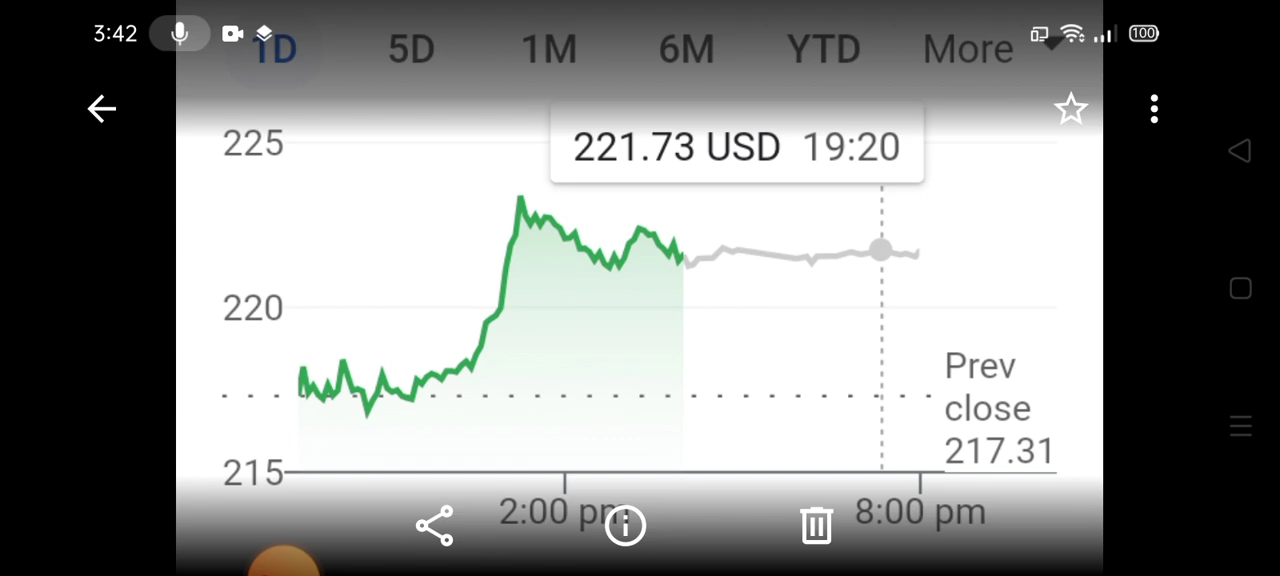 3:42
100
1D 5D 1M 6M YTD More
225
221.73 USD 19:20
220
Prev
close
217.31
215
2:00 pm 8:00 pm